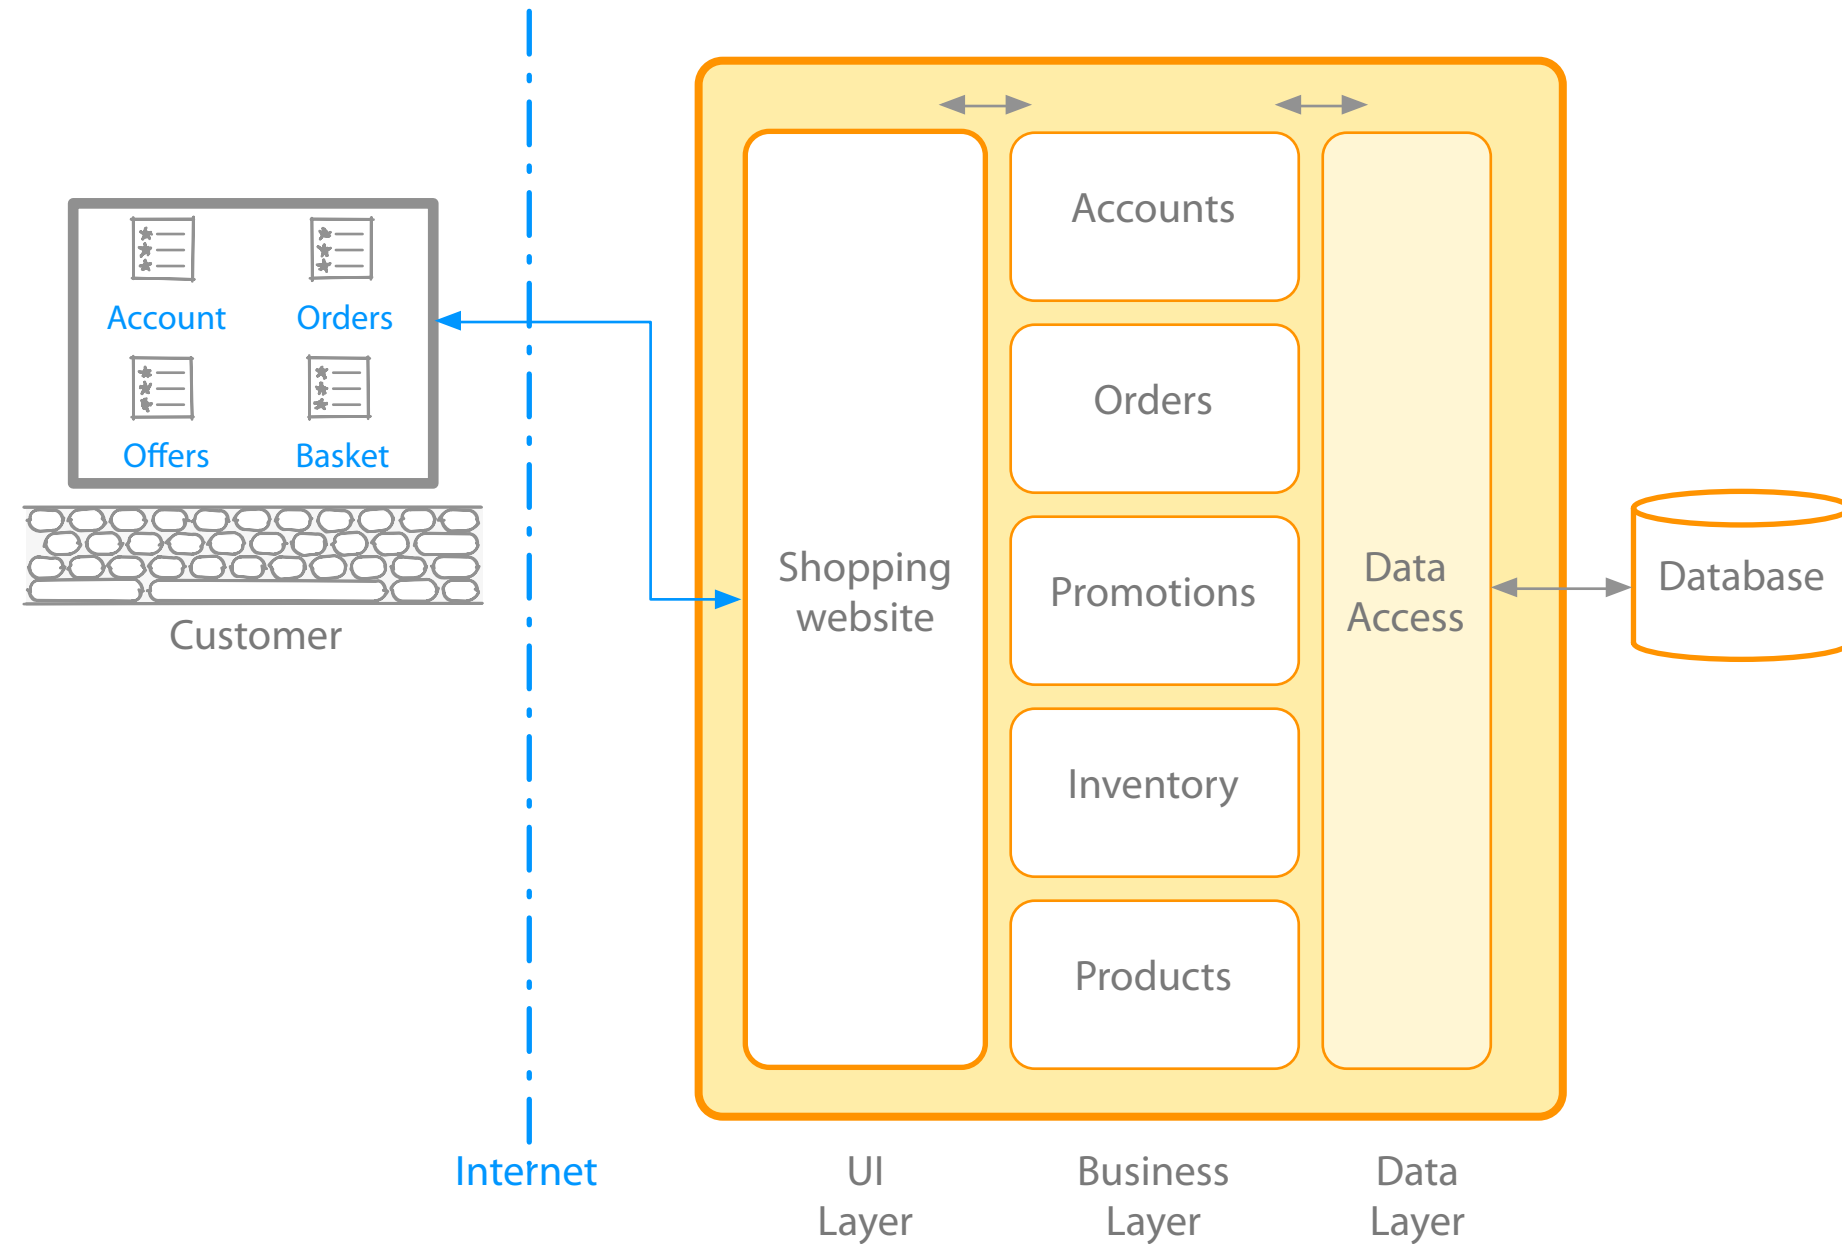 Account
Orders
Offers
Basket
Customer
Internet
Shopping
website
Accounts
Orders
Promotions
Inventory
Products
Data
Access
Database
UI
Layer
Business
Layer
Data
Layer